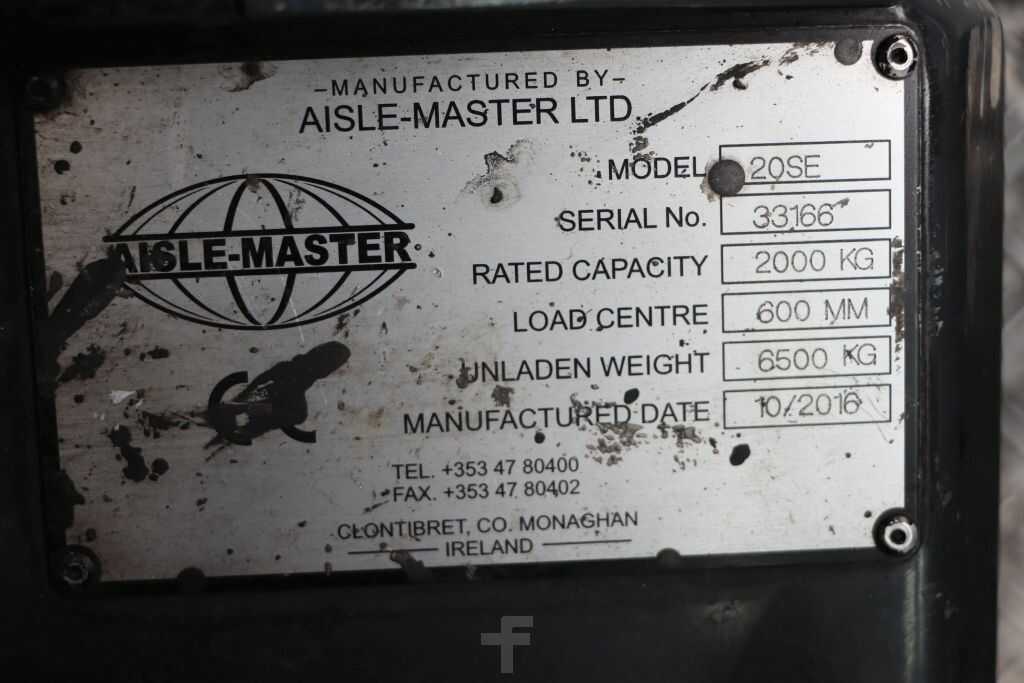 –MANUFACTURED BY–
AISLE-MASTER LTD.
AISLE-MASTER
MODEL 20SE
SERIAL No. 33166
RATED CAPACITY 2000 KG
LOAD CENTRE 600 MM
UNLADEN WEIGHT 6500 KG
MANUFACTURED DATE 10/2016
TEL. +353 47 80400
FAX. +353 47 80402
CLONTIBRET, CO. MONAGHAN
IRELAND